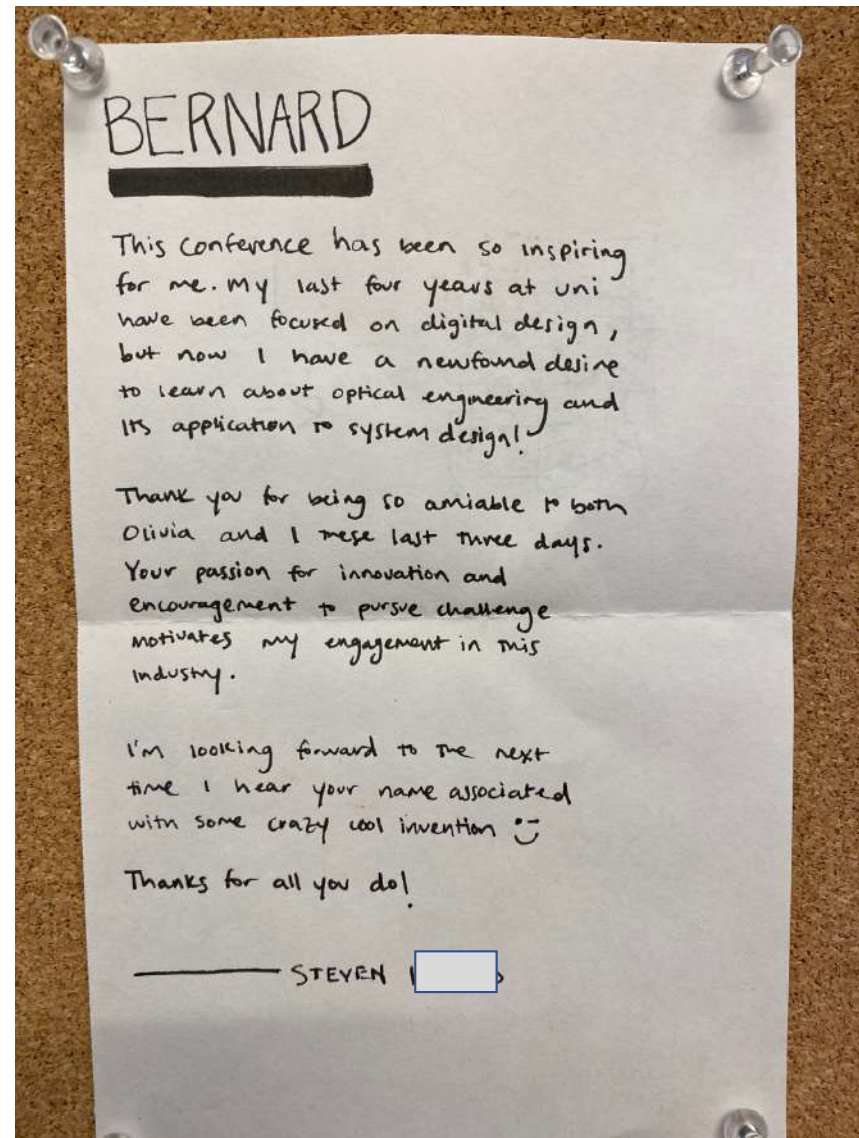 BERNARD
This conference has been so inspiring
for me. My last four years at uni
have been focused on digital design,
but now I have a newfound desire
to learn about optical engineering and
its application to system design!
Thank you for being so amiable to both
Olivia and I these last three days.
Your passion for innovation and
encouragement to pursue challenge
motivates my engagement in this
industry.
I'm looking forward to the next
time I hear your name associated
with some crazy cool invention :)
Thanks for all you do!
STEVEN